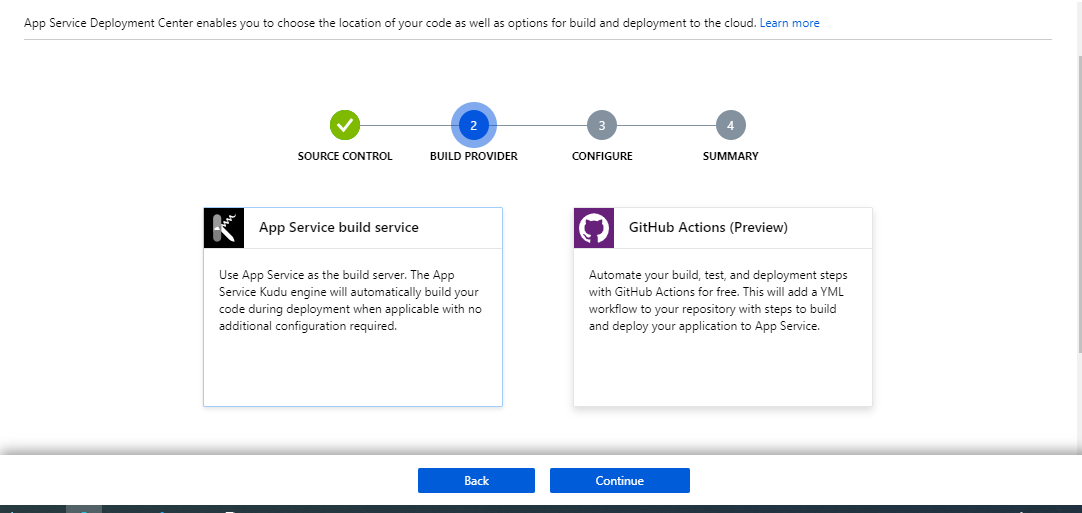 App Service Deployment Center enables you to choose the location of your code as well as options for build and deployment to the cloud. Learn more
2
3
4
SOURCE CONTROL
BUILD PROVIDER
CONFIGURE
SUMMARY
App Service build service
Use App Service as the build server. The App
Service Kudu engine will automatically build your
code during deployment when applicable with no
additional configuration required.
GitHub Actions (Preview)
Automate your build, test, and deployment steps
with GitHub Actions for free. This will add a YML
workflow to your repository with steps to build
and deploy your application to App Service.
Back
Continue